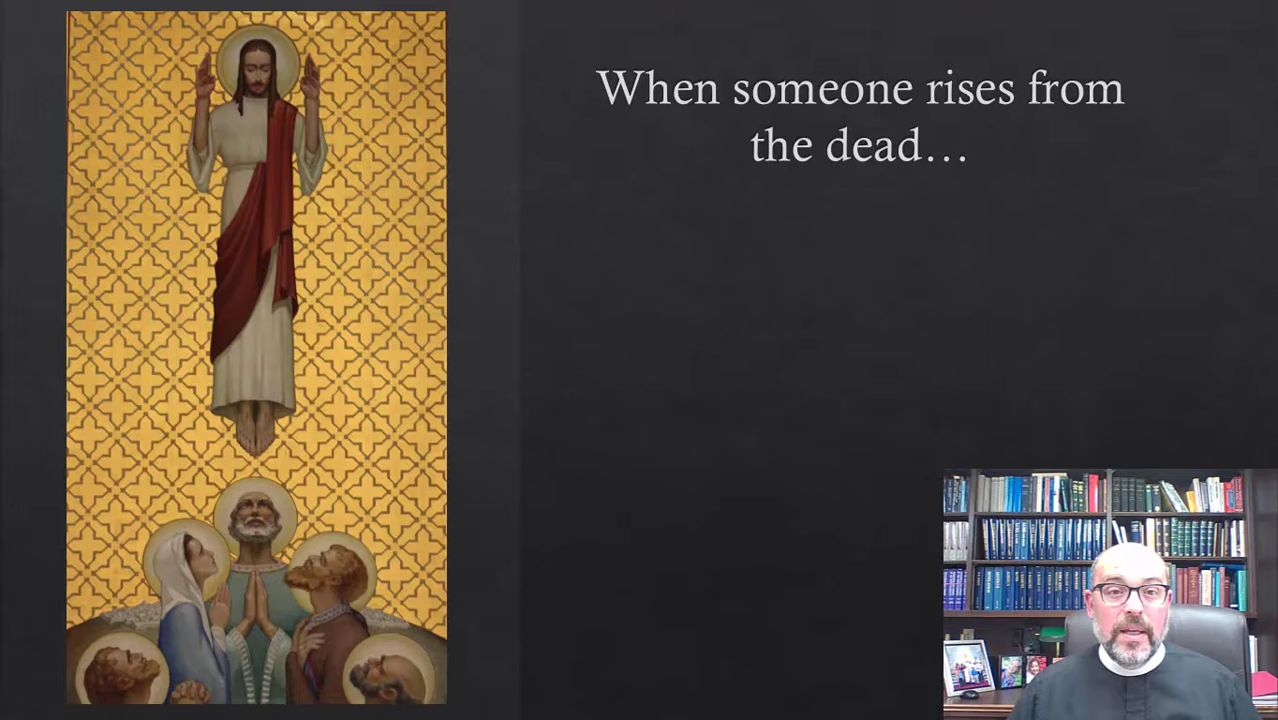 When someone rises from
the dead…